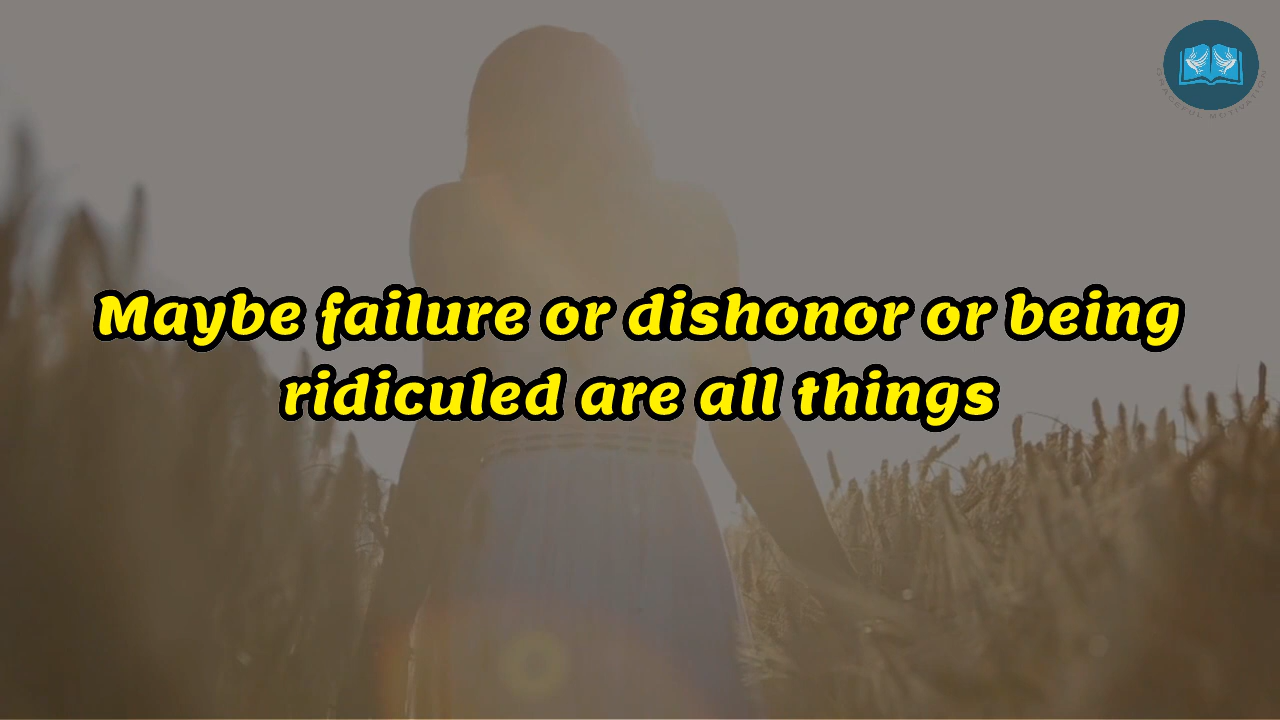 Maybe failure or dishonor or being
ridiculed are all things